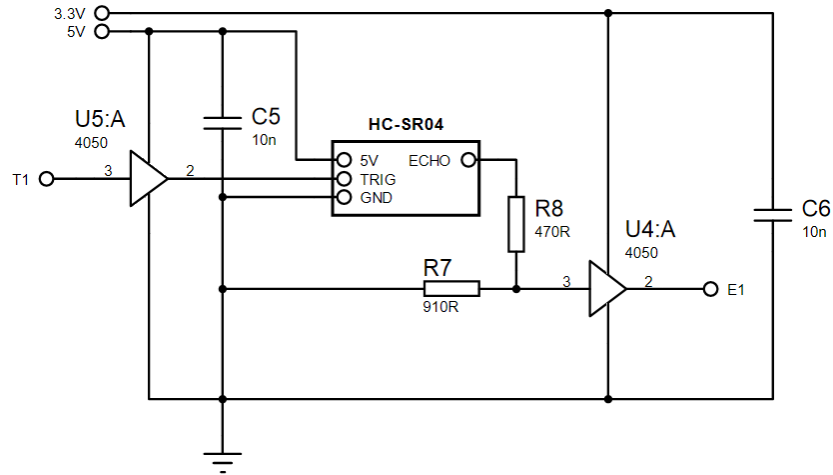 3.3V
5V
U5:A
4050
C5
10n
HC-SR04
5V
ECHO
TRIG
GND
T1
3
2
R8
470R
C6
10n
U4:A
4050
R7
910R
3
2
E1